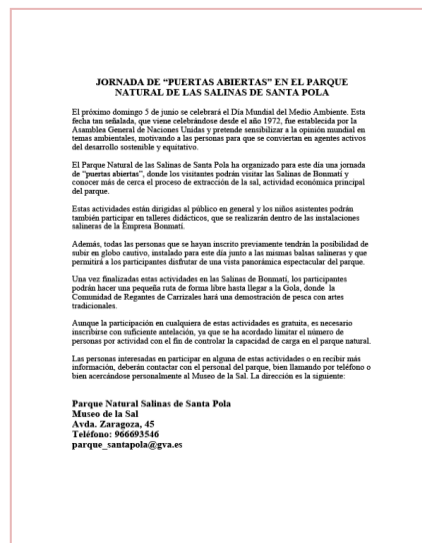 JORNADA DE “PUERTAS ABIERTAS” EN EL PARQUE
NATURAL DE LAS SALINAS DE SANTA POLA
El próximo domingo 5 de junio se celebrará el Día Mundial del Medio Ambiente. Esta
fecha tan señalada, que viene celebrándose desde el año 1972, fue establecida por la
Asamblea General de Naciones Unidas y pretende sensibilizar a la opinión mundial en
temas ambientales, motivando a las personas para que se conviertan en agentes activos
del desarrollo sostenible y equitativo.
El Parque Natural de las Salinas de Santa Pola ha organizado para este día una jornada
de “puertas abiertas”, donde los visitantes podrán visitar las Salinas de Bonmatí y
conocer más de cerca el proceso de extracción de la sal, actividad económica principal
del parque.
Estas actividades están dirigidas al público en general y los niños asistentes podrán
también participar en talleres didácticos, que se realizarán dentro de las instalaciones
salineras de la Empresa Bonmatí.
Además, todas las personas que se hayan inscrito previamente tendrán la posibilidad de
subir en globo cautivo, instalado para este día junto a las mismas balsas salineras y que
permitirá a los participantes disfrutar de una vista panorámica espectacular del parque.
Una vez finalizadas estas actividades en las Salinas de Bonmatí, los participantes
podrán hacer una pequeña ruta de forma libre hasta llegar a la Gola, donde la
Comunidad de Regantes de Carrizales hará una demostración de pesca con artes
tradicionales.
Aunque la participación en cualquiera de estas actividades es gratuita, es necesario
inscribirse con suficiente antelación, ya que se ha acordado limitar el número de
personas por actividad con el fin de controlar la capacidad de carga en el parque natural.
Las personas interesadas en participar en alguna de estas actividades o en recibir más
información, deberán contactar con el personal del parque, bien llamando por teléfono o
bien acercándose personalmente al Museo de la Sal. La dirección es la siguiente:
Parque Natural Salinas de Santa Pola
Museo de la Sal
Avda. Zaragoza, 45
Teléfono: 966693546
parque_santapola@gva.es